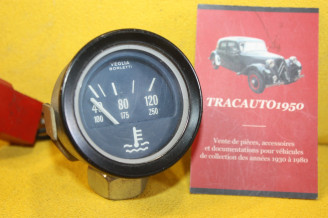 VEGLIA
BORLETTI
40 80 120
100 175 250
TRACAUTO1950
Vente de pièces, accessoires
et documentations pour véhicules
de collection des années 1930 à 1980